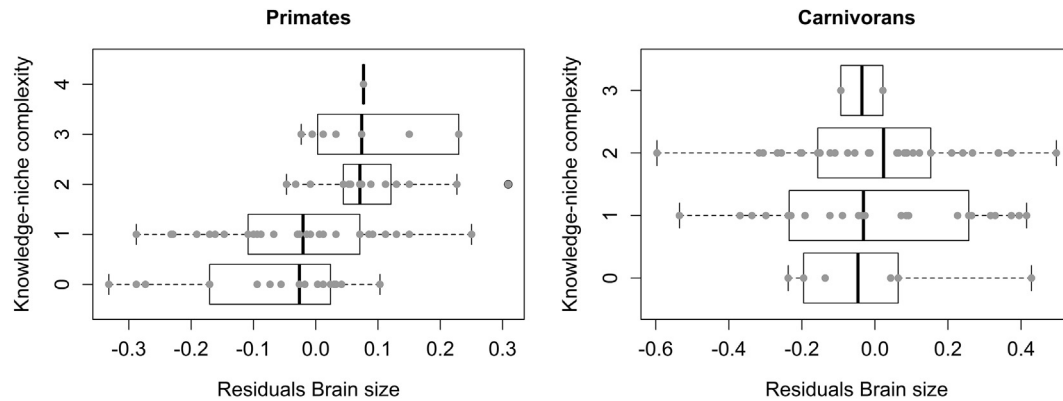 Primates
Knowledge-niche complexity
4
3
2
1
0
-0.3 -0.2 -0.1 0.0 0.1 0.2 0.3
Residuals Brain size
Carnivorans
Knowledge-niche complexity
3
2
1
0
-0.6 -0.4 -0.2 0.0 0.2 0.4
Residuals Brain size